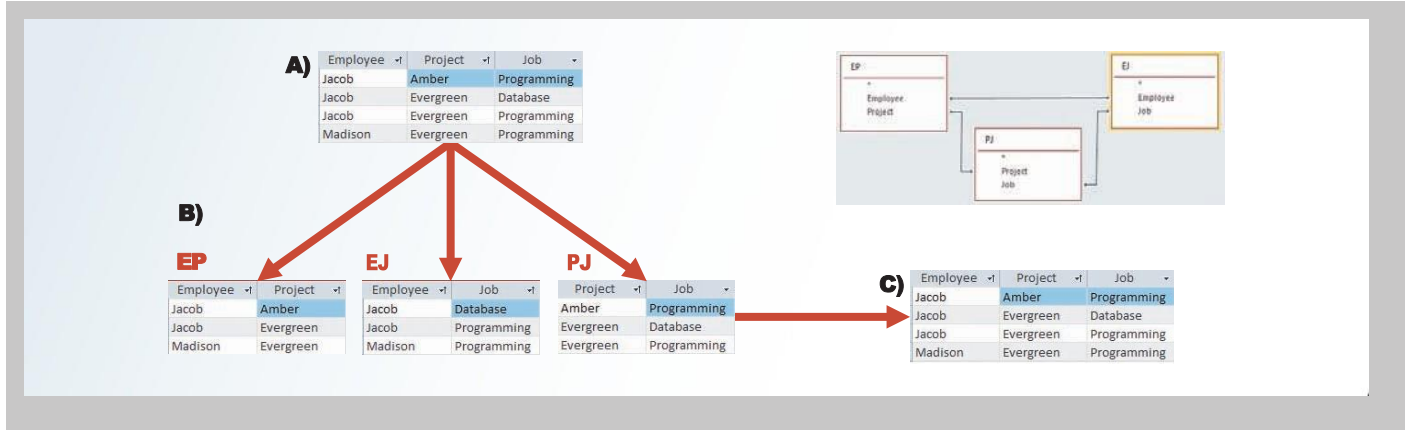 A)
Employee Project Job
Jacob Amber Programming
Jacob Evergreen Database
Jacob Evergreen Programming
Madison Evergreen Programming
EP
*
Employee
Project
EJ
*
Employee
Job
PJ
*
Project
Job
B)
EP
Employee Project
Jacob Amber
Jacob Evergreen
Madison Evergreen
EJ
Employee Job
Jacob Database
Jacob Programming
Madison Programming
PJ
Project Job
Amber Programming
Evergreen Database
Evergreen Programming
C)
Employee Project Job
Jacob Amber Programming
Jacob Evergreen Database
Jacob Evergreen Programming
Madison Evergreen Programming